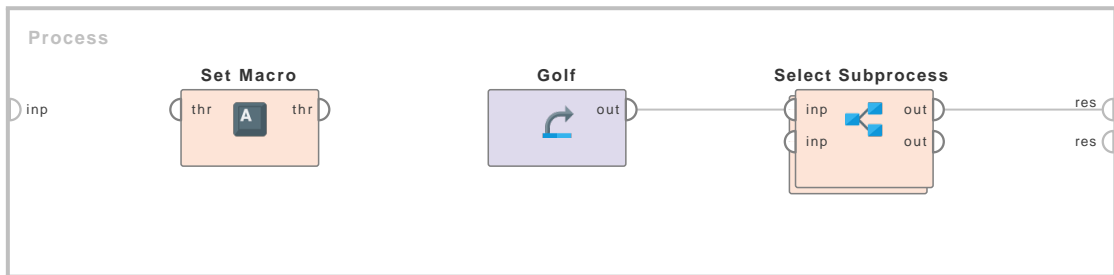 Process
Set Macro Golf Select Subprocess
inp thr A thr out inp out res
inp out res